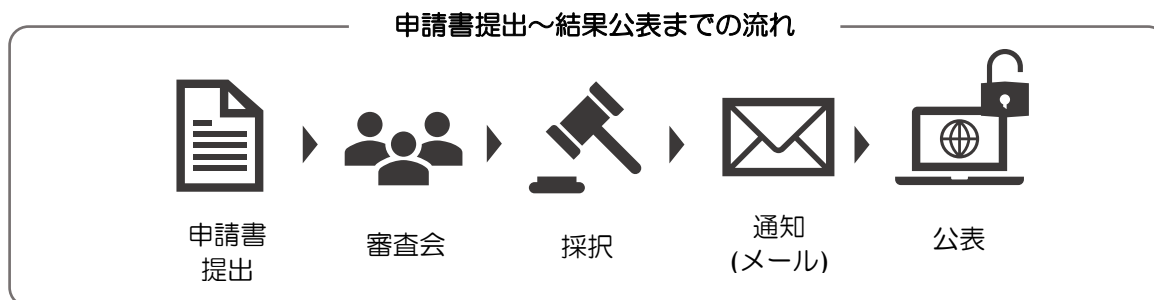 申請書提出～結果公表までの流れ
申請書
提出
審査会
採択
通知
(メール)
公表